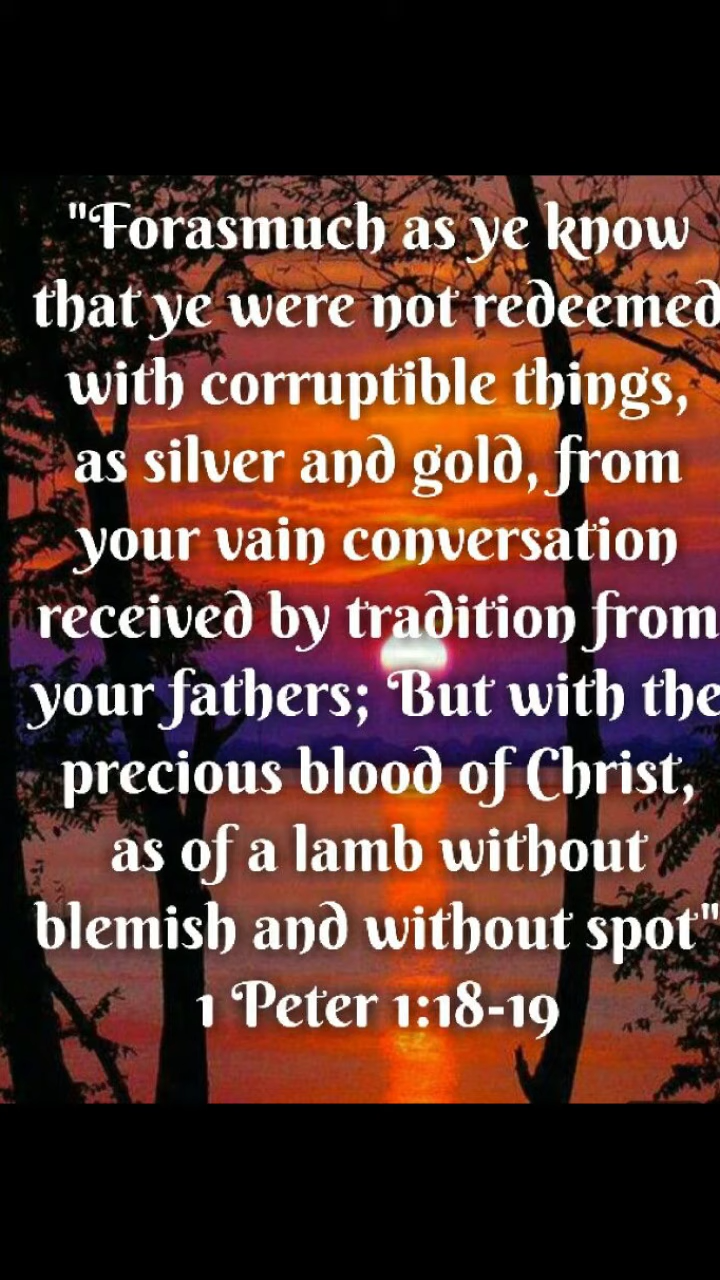 "Forasmuch as ye know
that ye were not redeemed
with corruptible things,
as silver and gold, from
your vain conversation
received by tradition from
your fathers; But with the
precious blood of Christ,
as of a lamb without
blemish and without spot"
1 Peter 1:18-19